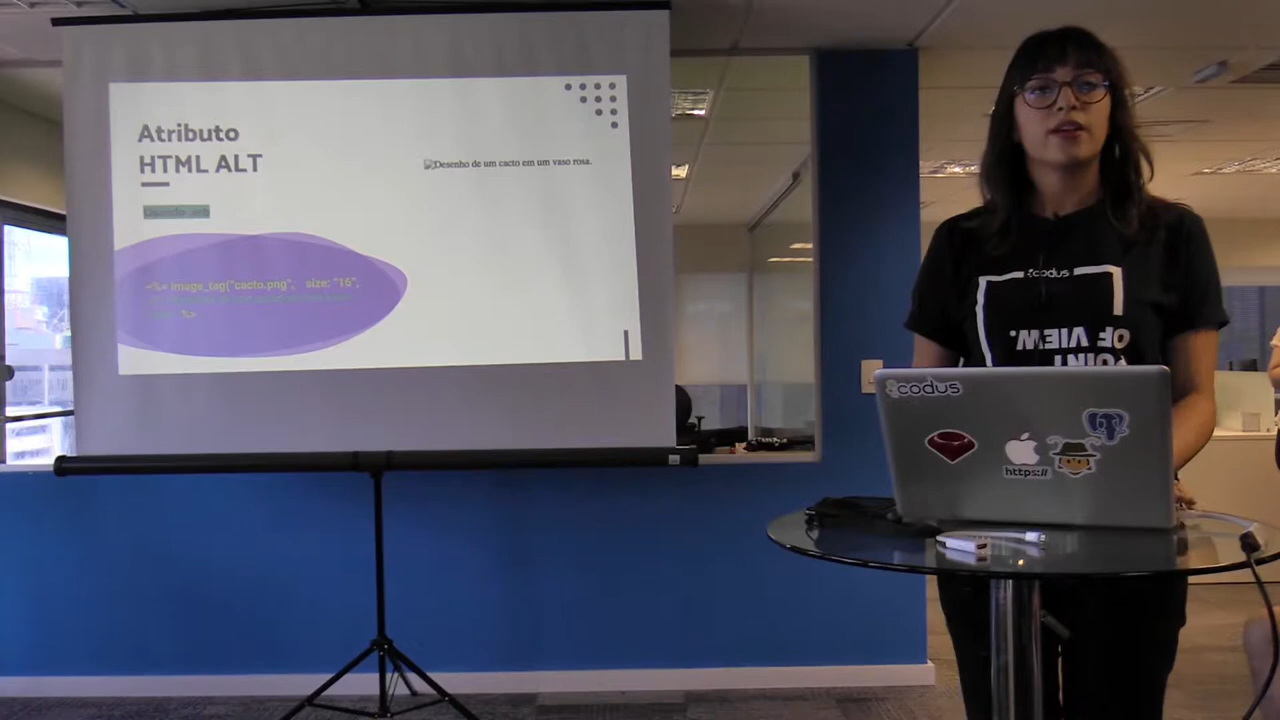 Atributo
HTML ALT
Desenho de um cacto em um vaso rosa.
<%= image_tag("cacto.png", size: "16",
%>
codus
POINT
OF VIEW.
codus
https://